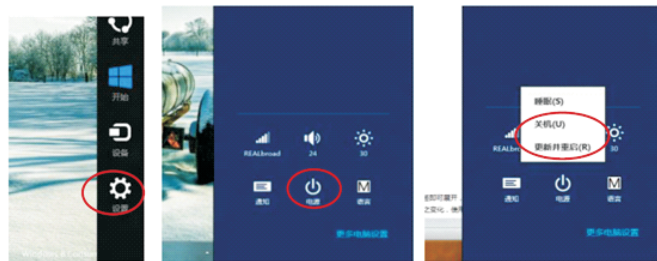 共享
开始
设备
设置
REALbroad
24
30
通知
电源
语言
更多电脑设置
睡眠(S)
关机(U)
更新并重启(R)
REALbr
30
通知
电源
语言
更多电脑设置